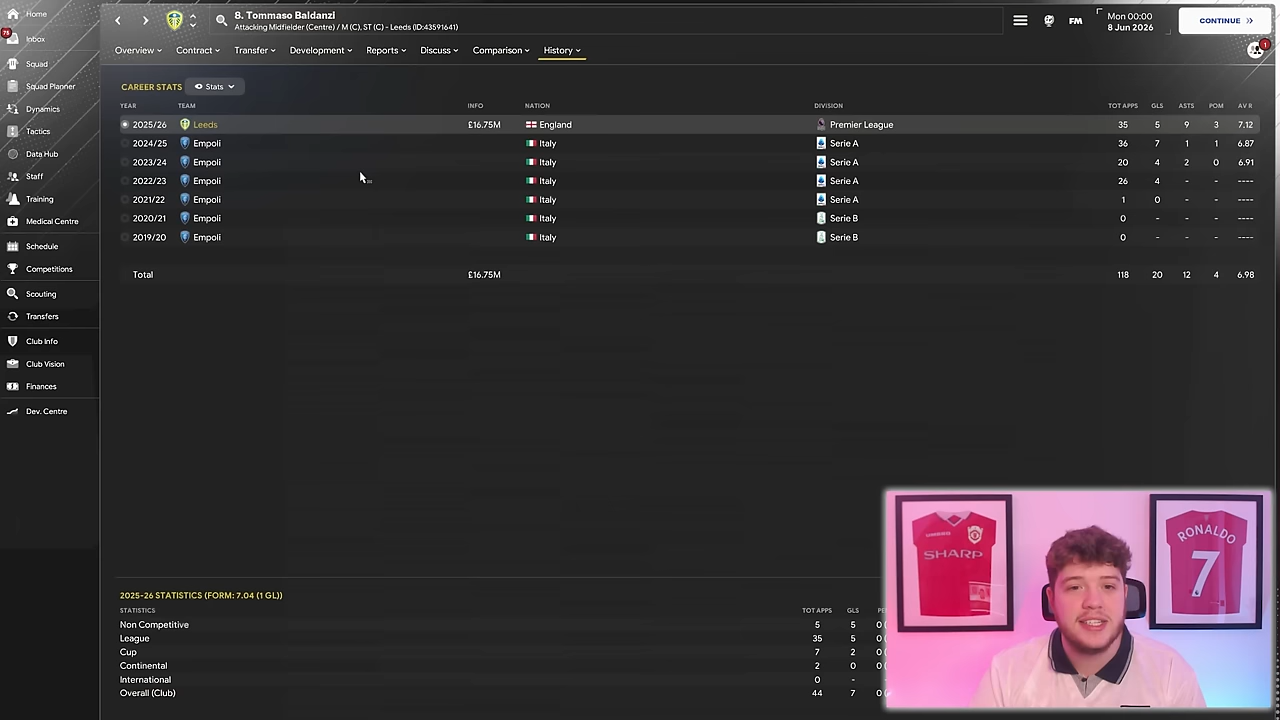 Home
8. Tommaso Baldanzi
Attacking Midfielder (Centre) / M (C), ST (C) - Leeds
FM
Mon 00:00
8 Jun 2026
CONTINUE
75
Inbox
1
Overview Contract Transfer Development Reports Discuss Comparison History
Squad
Squad Planner
Dynamics
Tactics
Data Hub
Staff
Training
Medical Centre
Schedule
Competitions
Scouting
Transfers
Club Info
Club Vision
Finances
Dev. Centre
CAREER STATS Stats
YEAR TEAM INFO NATION DIVISION TOT APPS GLS ASTS POM AV R
2025/26 Leeds £16.75M England Premier League 35 5 9 3 7.12
2024/25 Empoli Italy Serie A 36 7 1 1 6.87
2023/24 Empoli Italy Serie A 20 4 2 0 6.91
2022/23 Empoli Italy Serie A 26 4 - - ----
2021/22 Empoli Italy Serie A 1 0 - - ----
2020/21 Empoli Italy Serie B 0 - - - ----
2019/20 Empoli Italy Serie B 0 - - - ----
Total £16.75M 118 20 12 4 6.98
2025-26 STATISTICS (FORM: 7.04 (1 GL))
STATISTICS TOT APPS GLS
Non Competitive 5 5 0
League 35 5 0 (
Cup 7 2 0 (
Continental 2 0 0 (
International 0 -
Overall (Club) 44 7 0 (
UMBRO
SHARP
RONALDO
7